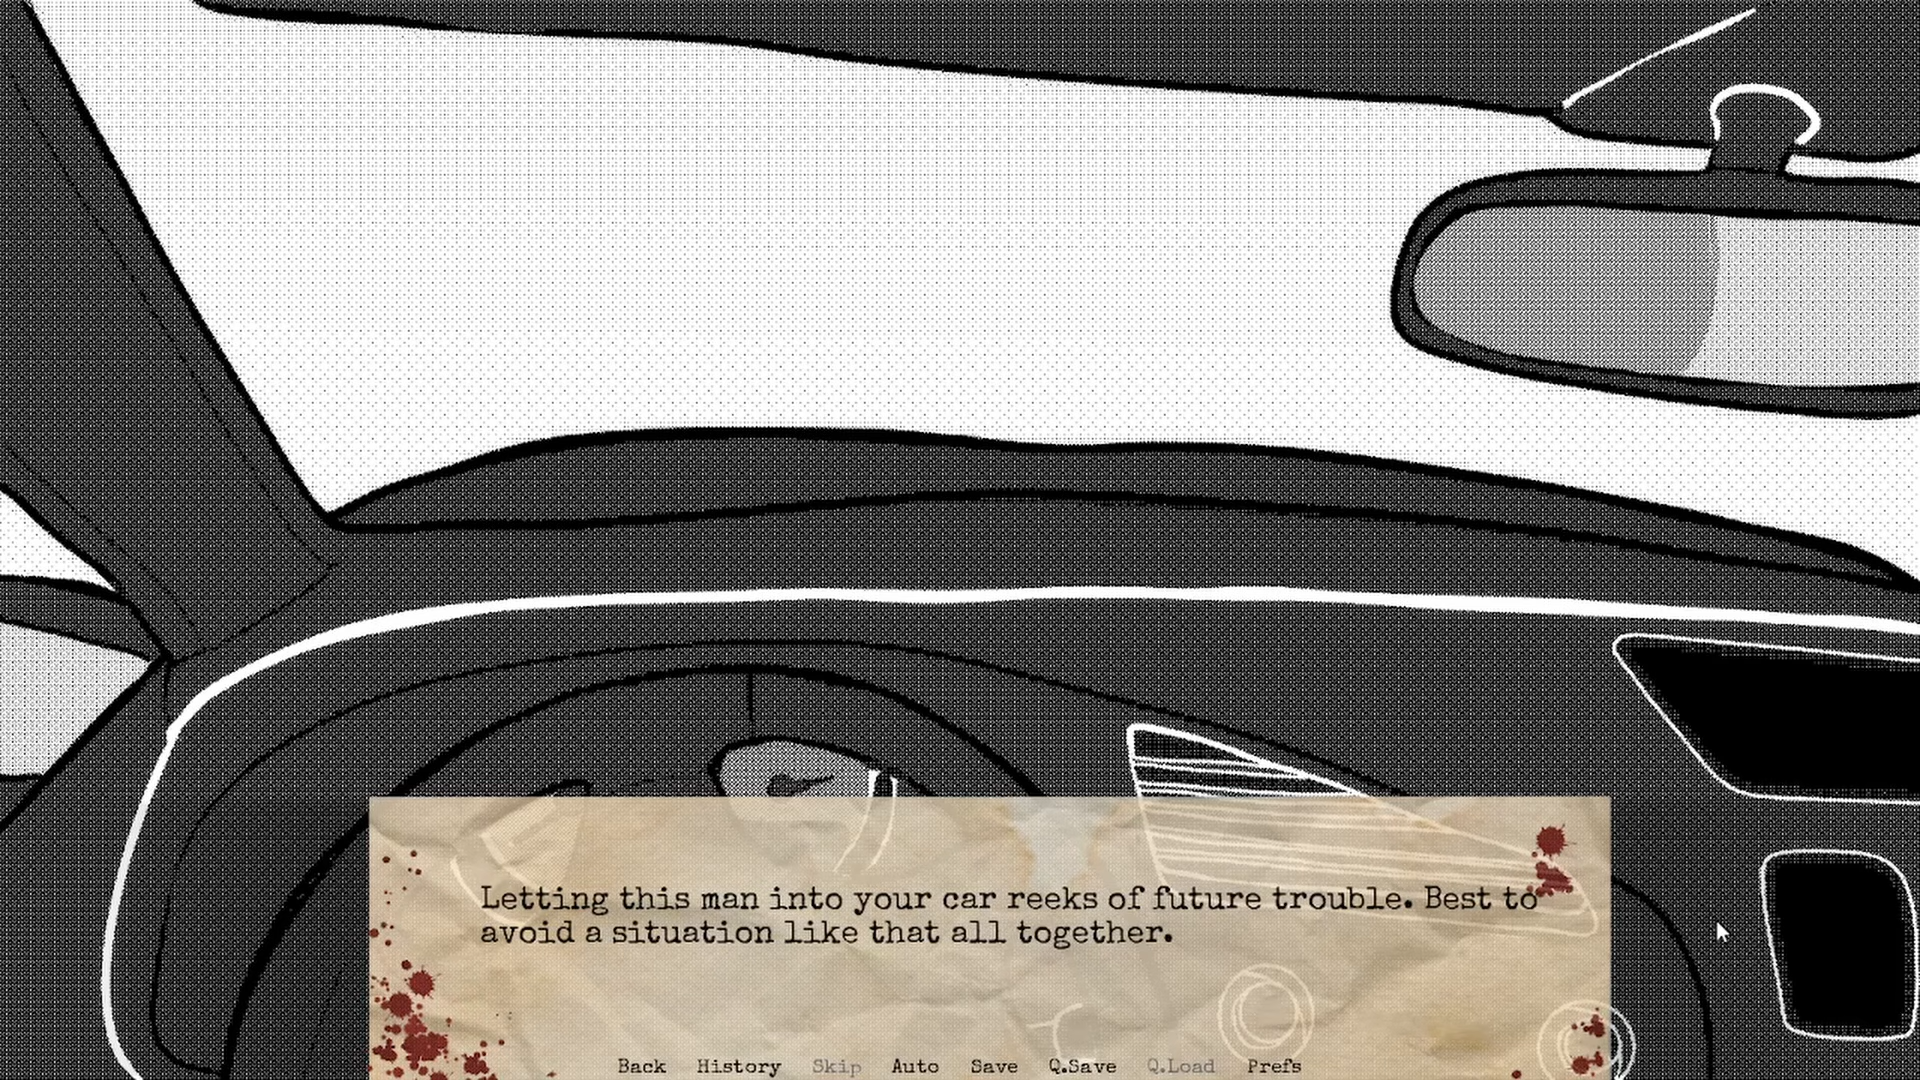 Letting this man into your car reeks of future trouble. Best to
avoid a situation like that all together.
Back History Skip Auto Save Q.Save Q.Load Prefs